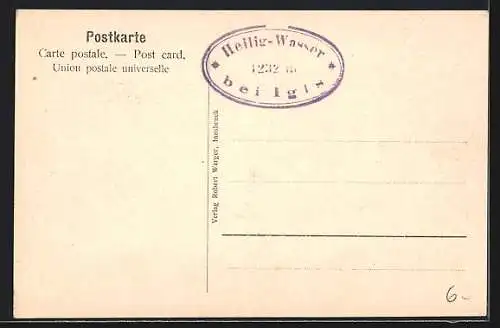 Postkarte
Carte postale. — Post card.
Union postale universelle
Heilig-Wasser
* 1232 m *
bei Igls
Verlag Robert Warger, Innsbruck
6.-